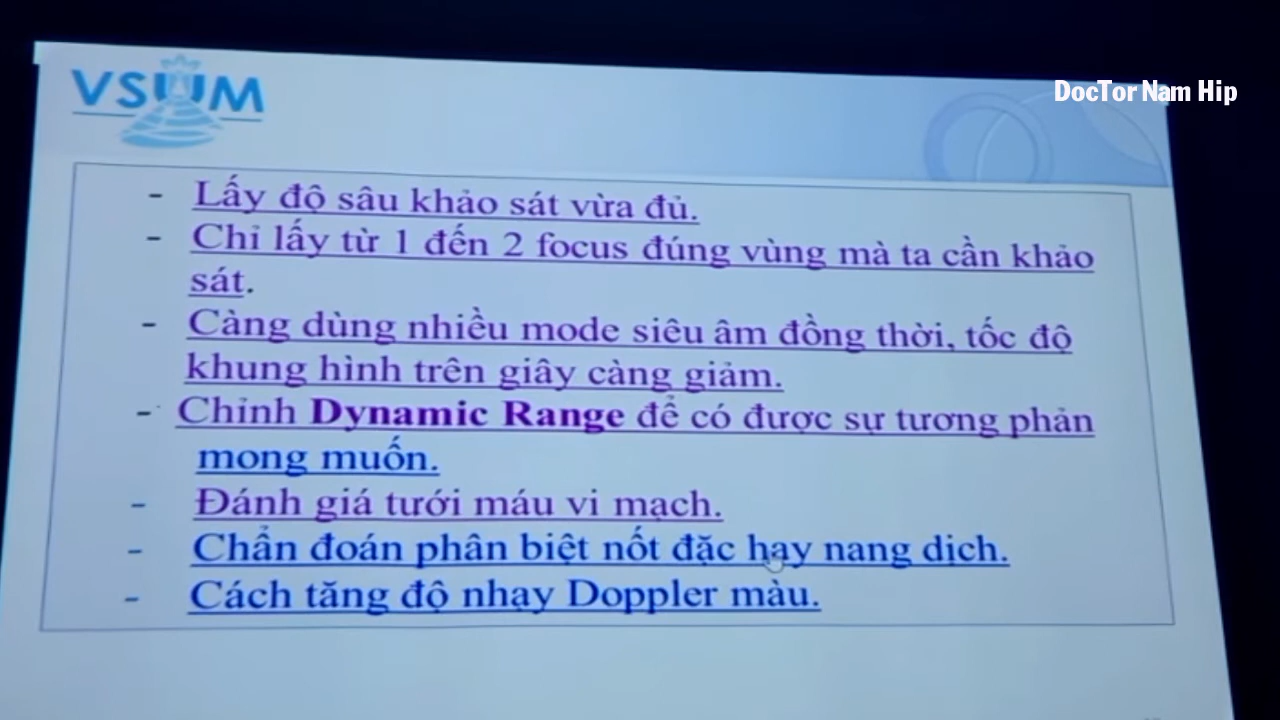 VSUM
DocTor Nam Hip
- Lấy độ sâu khảo sát vừa đủ.
- Chỉ lấy từ 1 đến 2 focus đúng vùng mà ta cần khảo
sát.
- Càng dùng nhiều mode siêu âm đồng thời, tốc độ
khung hình trên giây càng giảm.
- Chỉnh Dynamic Range để có được sự tương phản
mong muốn.
- Đánh giá tưới máu vi mạch.
- Chẩn đoán phân biệt nốt đặc hay nang dịch.
- Cách tăng độ nhạy Doppler màu.